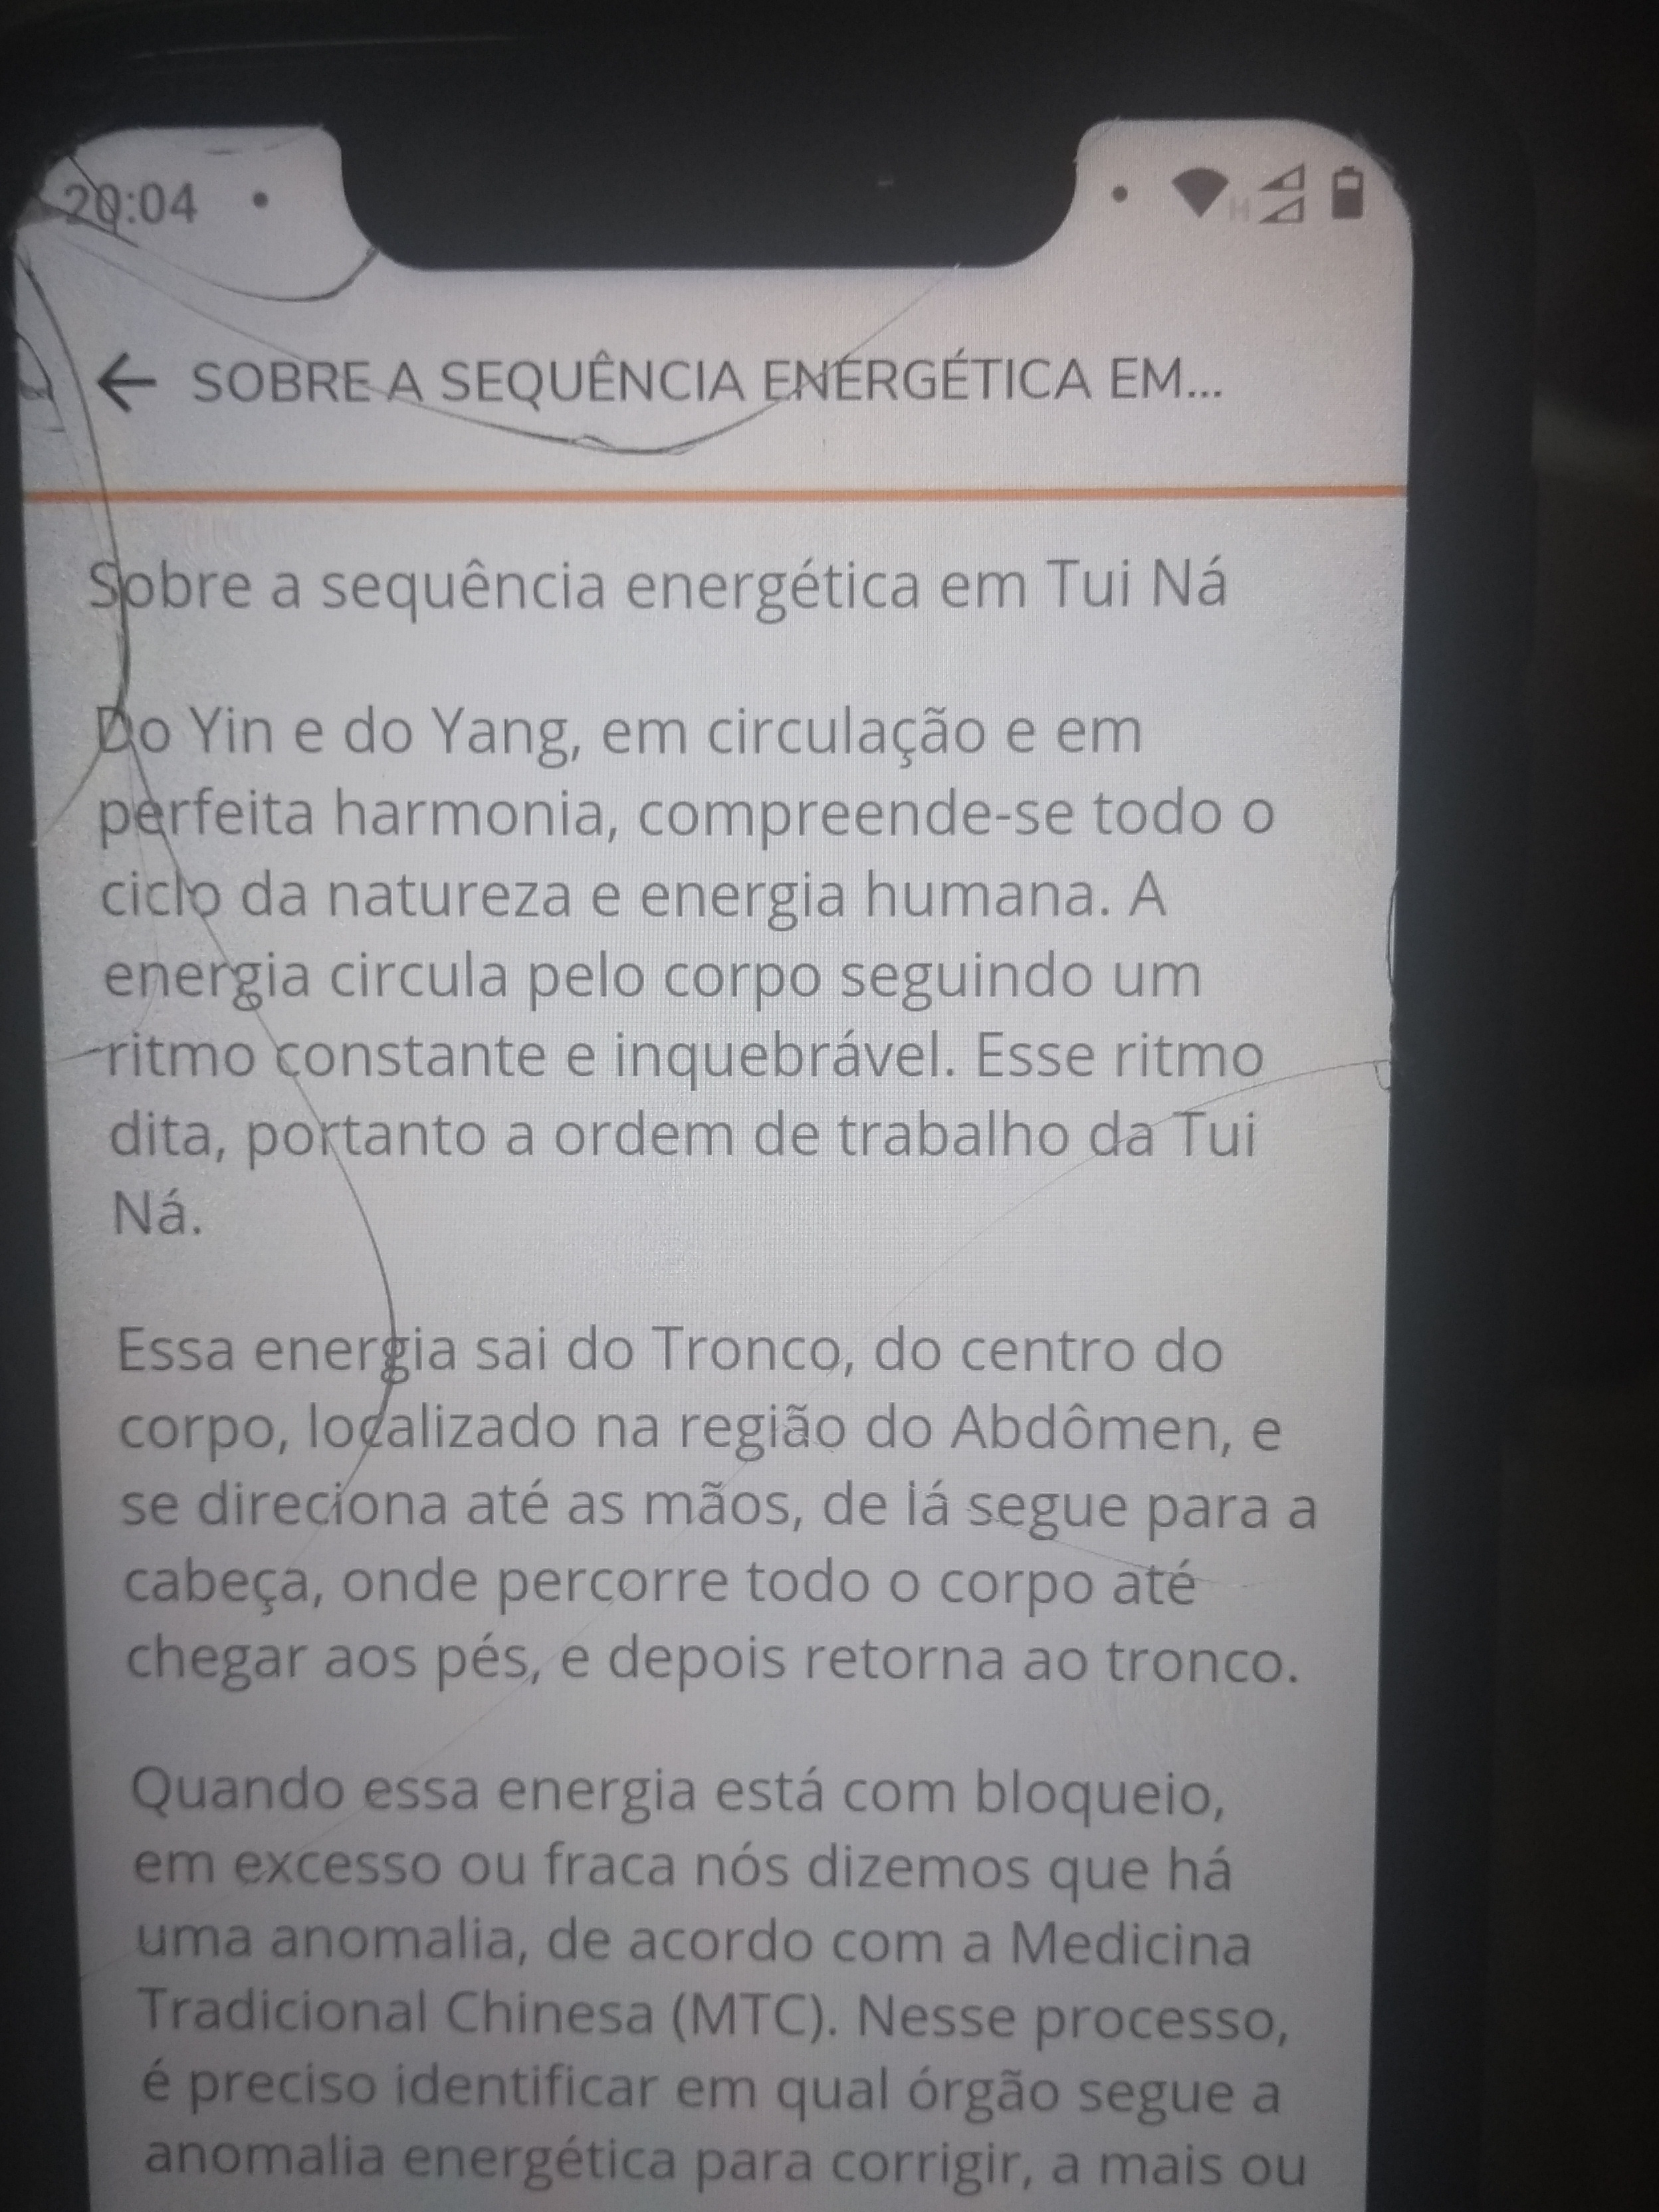 20:04
H
← SOBRE A SEQUÊNCIA ENERGÉTICA EM...
Sobre a sequência energética em Tui Ná
Do Yin e do Yang, em circulação e em
perfeita harmonia, compreende-se todo o
ciclo da natureza e energia humana. A
energia circula pelo corpo seguindo um
ritmo constante e inquebrável. Esse ritmo
dita, portanto a ordem de trabalho da Tui
Ná.
Essa energia sai do Tronco, do centro do
corpo, localizado na região do Abdômen, e
se direciona até as mãos, de lá segue para a
cabeça, onde percorre todo o corpo até
chegar aos pés, e depois retorna ao tronco.
Quando essa energia está com bloqueio,
em excesso ou fraca nós dizemos que há
uma anomalia, de acordo com a Medicina
Tradicional Chinesa (MTC). Nesse processo,
é preciso identificar em qual órgão segue a
anomalia energética para corrigir, a mais ou